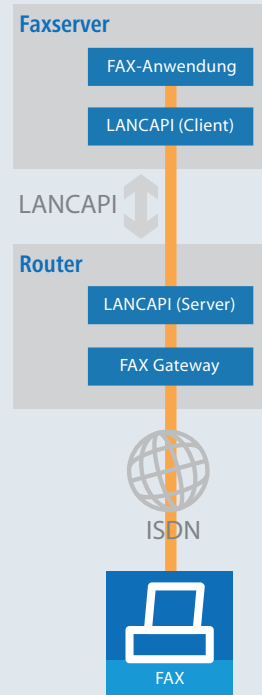 Faxserver
FAX-Anwendung
LANCAPI (Client)
LANCAPI
Router
LANCAPI (Server)
FAX Gateway
ISDN
FAX